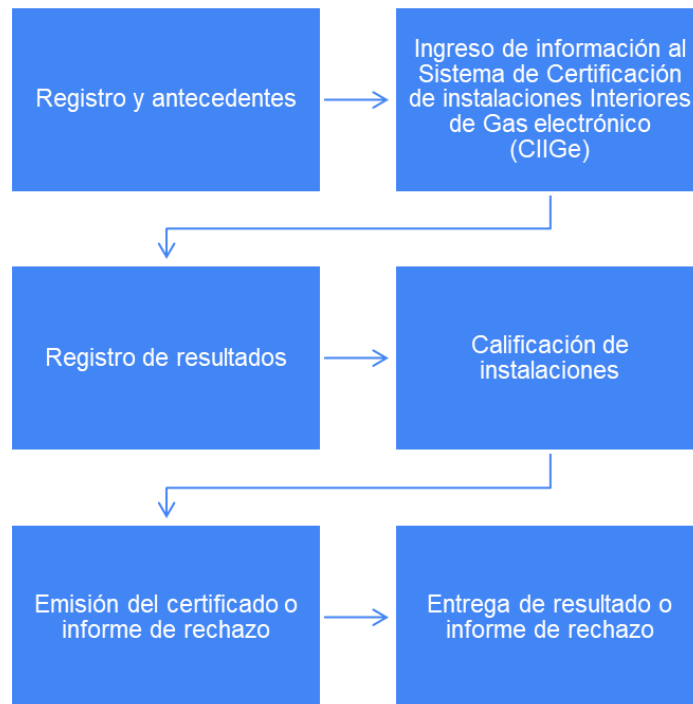 Registro y antecedentes
Ingreso de información al
Sistema de Certificación
de instalaciones Interiores
de Gas electrónico
(CIIGe)
Registro de resultados
Calificación de
instalaciones
Emisión del certificado o
informe de rechazo
Entrega de resultado o
informe de rechazo